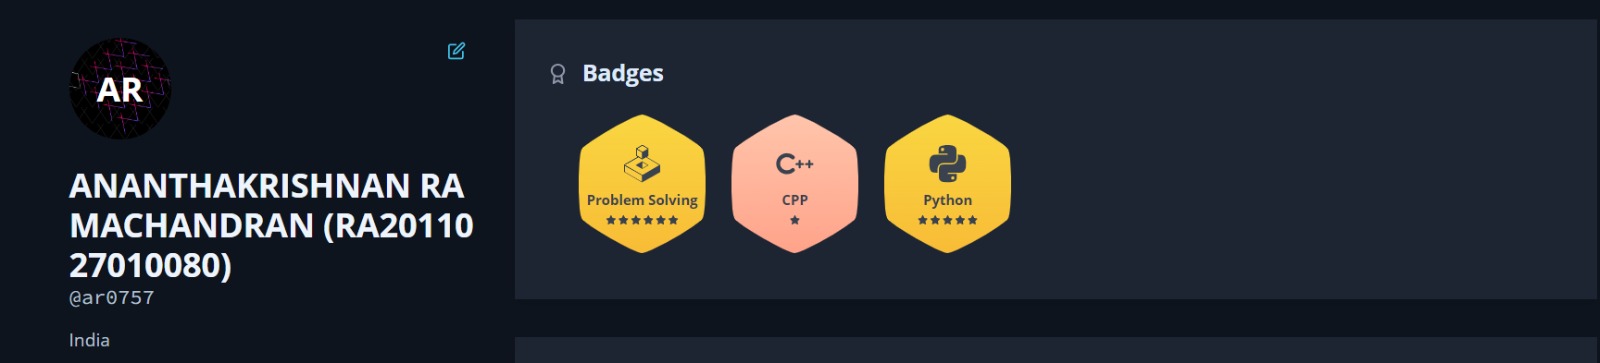 AR
ANANTHAKRISHNAN RA
MACHANDRAN (RA20110
27010080)
@ar0757
India
Badges
Problem Solving
C++
CPP
Python